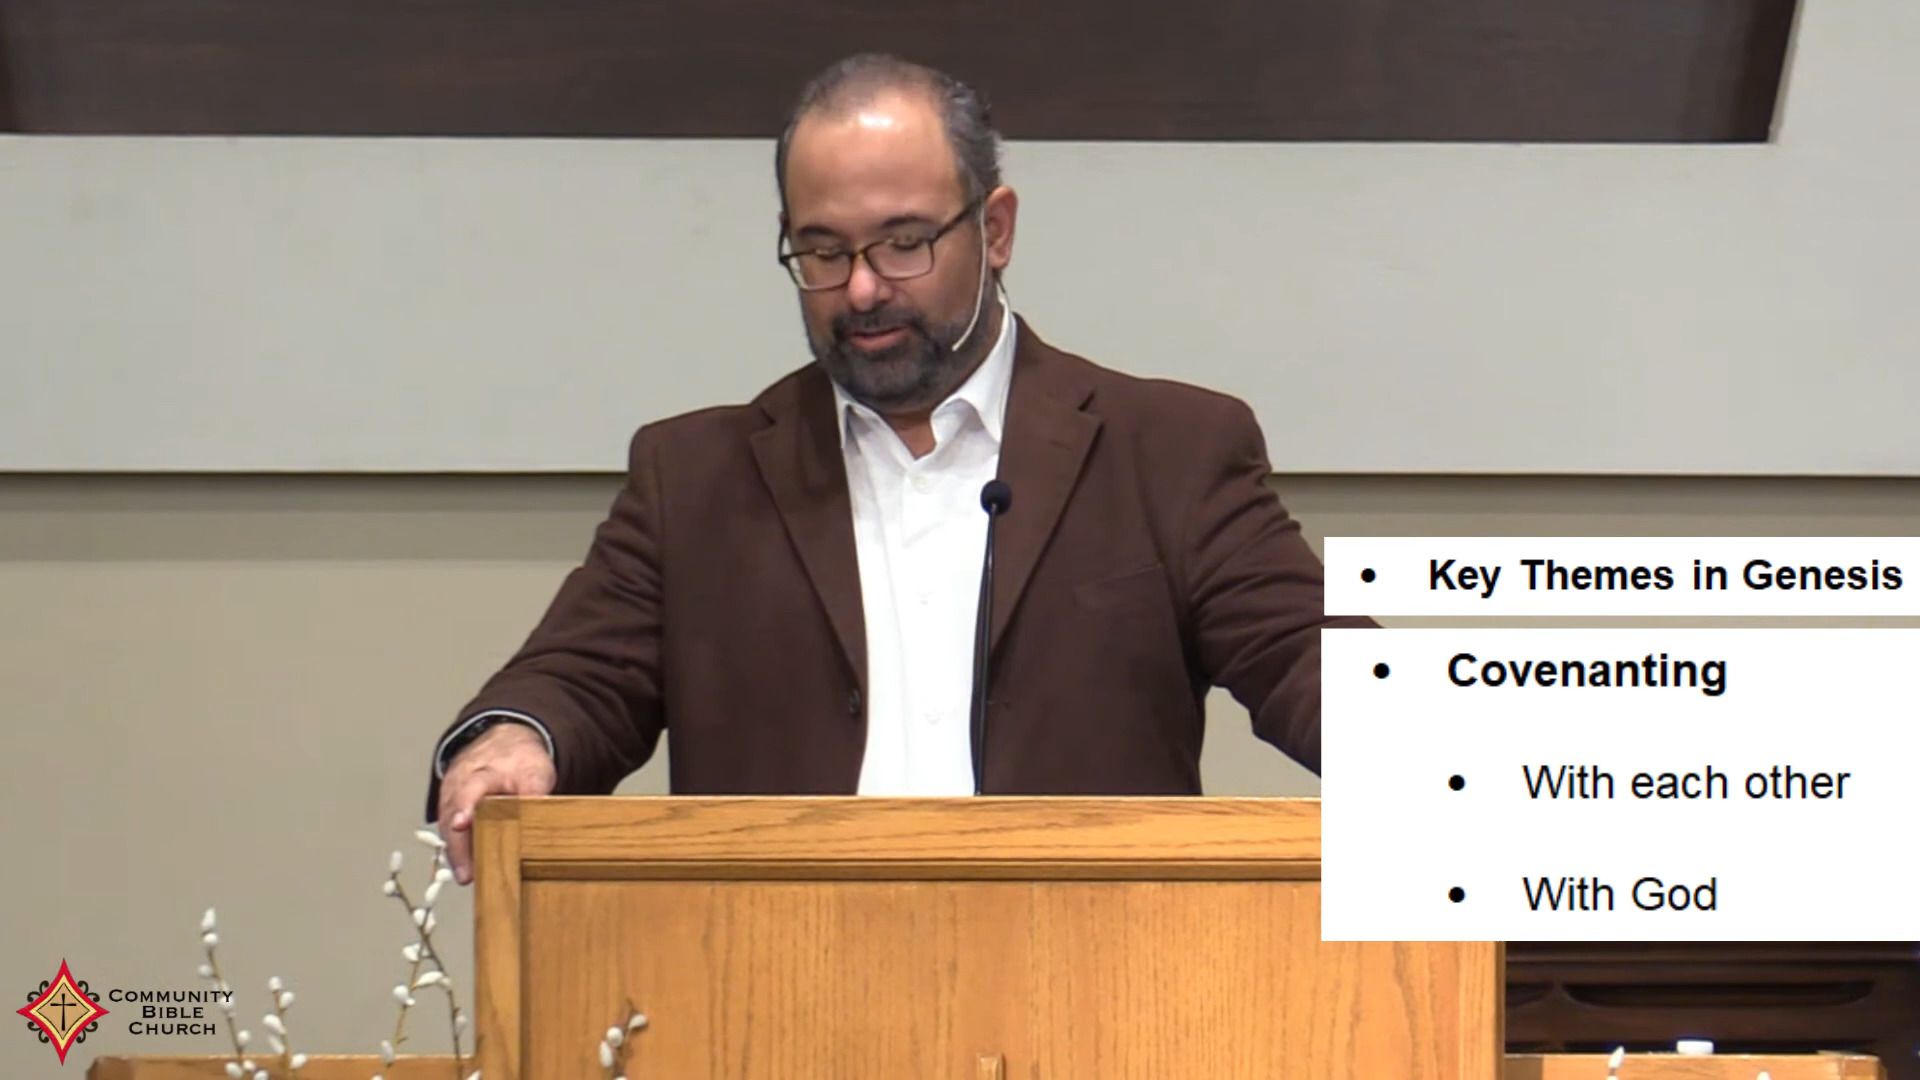 • Key Themes in Genesis
• Covenanting
• With each other
• With God
COMMUNITY
BIBLE
CHURCH